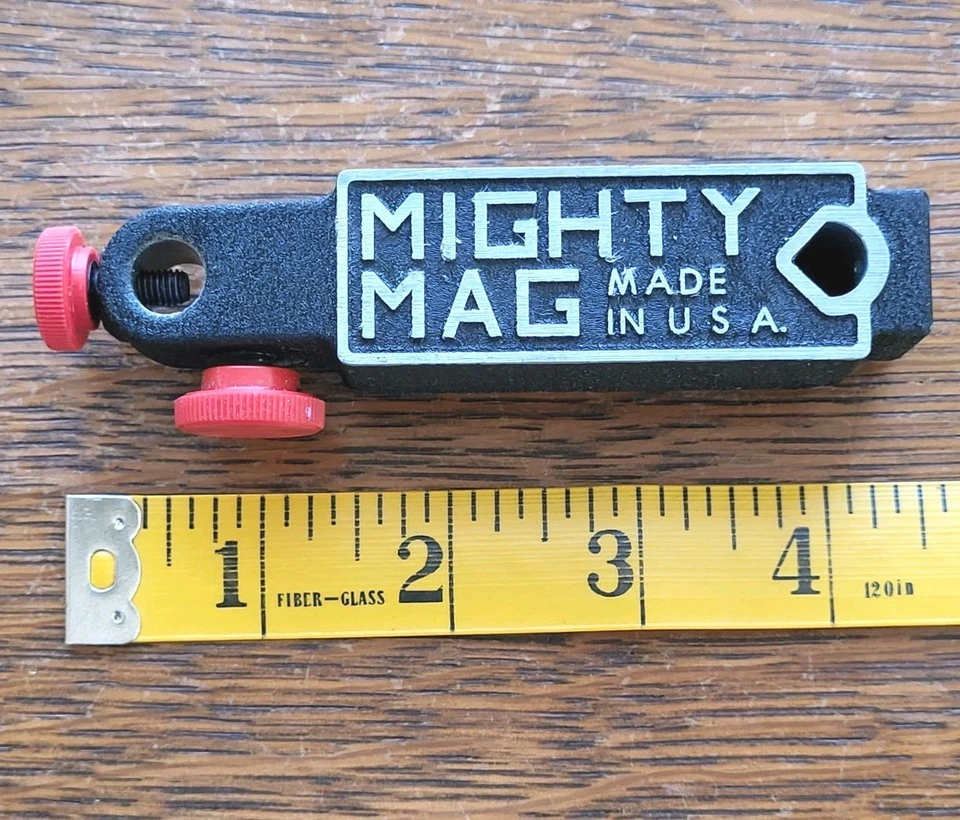 MIGHTY
MAG MADE
IN U S A.
1 2 3 4
FIBER-GLASS 120in